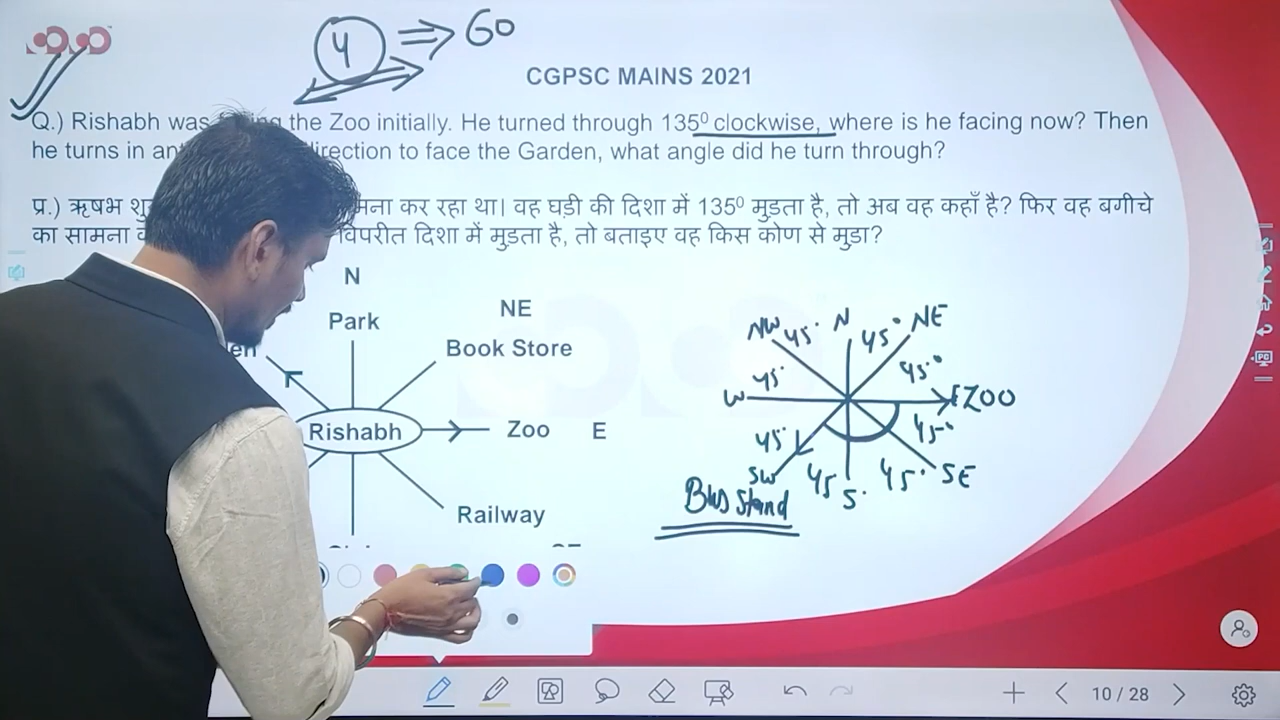 4 ⇒ 60
CGPSC MAINS 2021
Q.) Rishabh was the Zoo initially. He turned through 135⁰ clockwise, where is he facing now? Then
he turns in direction to face the Garden, what angle did he turn through?
प्र.) ऋषभ कर रहा था। वह घड़ी की दिशा में 135⁰ मुड़ता है, तो अब वह कहाँ है? फिर वह बगीचे
का सामना विपरीत दिशा में मुड़ता है, तो बताइए वह किस कोण से मुड़ा?
N
NE
Park
Book Store
Rishabh
Zoo E
Railway
NW 45° N 45° NE
45° 45°
W E ZOO
45° 45°
SW 45 S 45° SE
Bus Stand
10 / 28